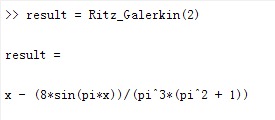 >> result = Ritz_Galerkin(2)
result =
x - (8*sin(pi*x))/(pi^3*(pi^2 + 1))